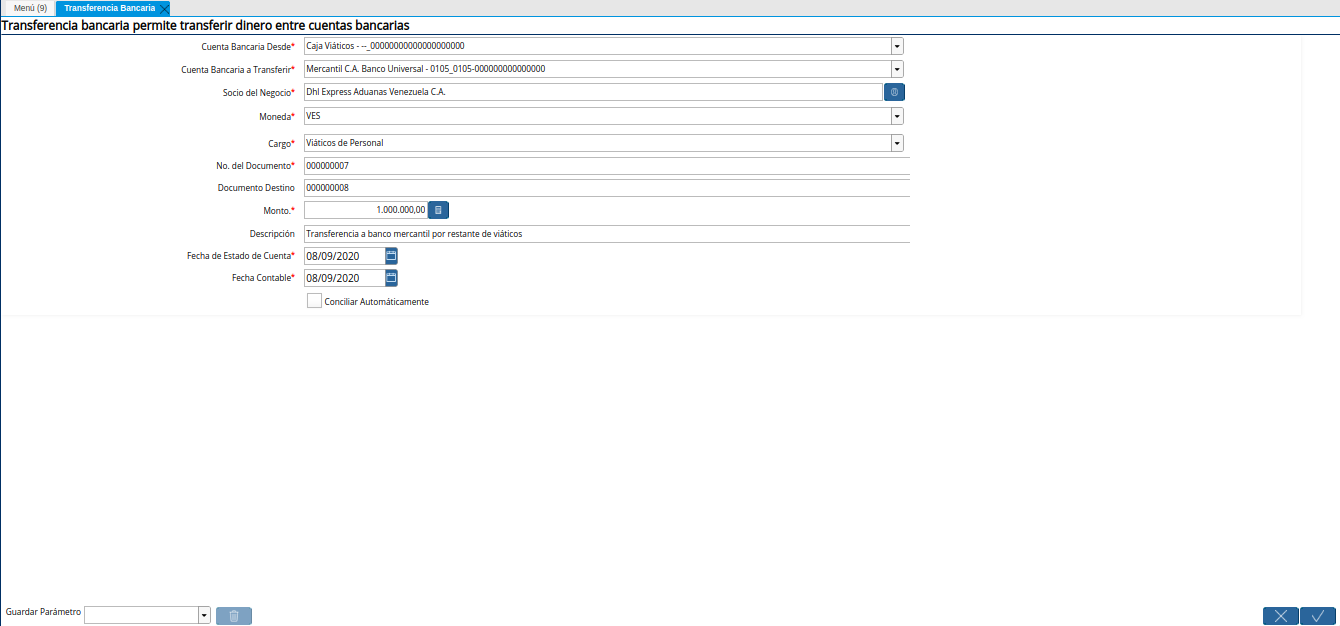 Menú (9) Transferencia Bancaria
Transferencia bancaria permite transferir dinero entre cuentas bancarias
Cuenta Bancaria Desde* Caja Viáticos - --_00000000000000000000
Cuenta Bancaria a Transferir* Mercantil C.A. Banco Universal - 0105_0105-000000000000000
Socio del Negocio* Dhl Express Aduanas Venezuela C.A.
Moneda* VES
Cargo* Viáticos de Personal
No. del Documento* 000000007
Documento Destino 000000008
Monto.* 1.000.000,00
Descripción Transferencia a banco mercantil por restante de viáticos
Fecha de Estado de Cuenta* 08/09/2020
Fecha Contable* 08/09/2020
Conciliar Automáticamente
Guardar Parámetro